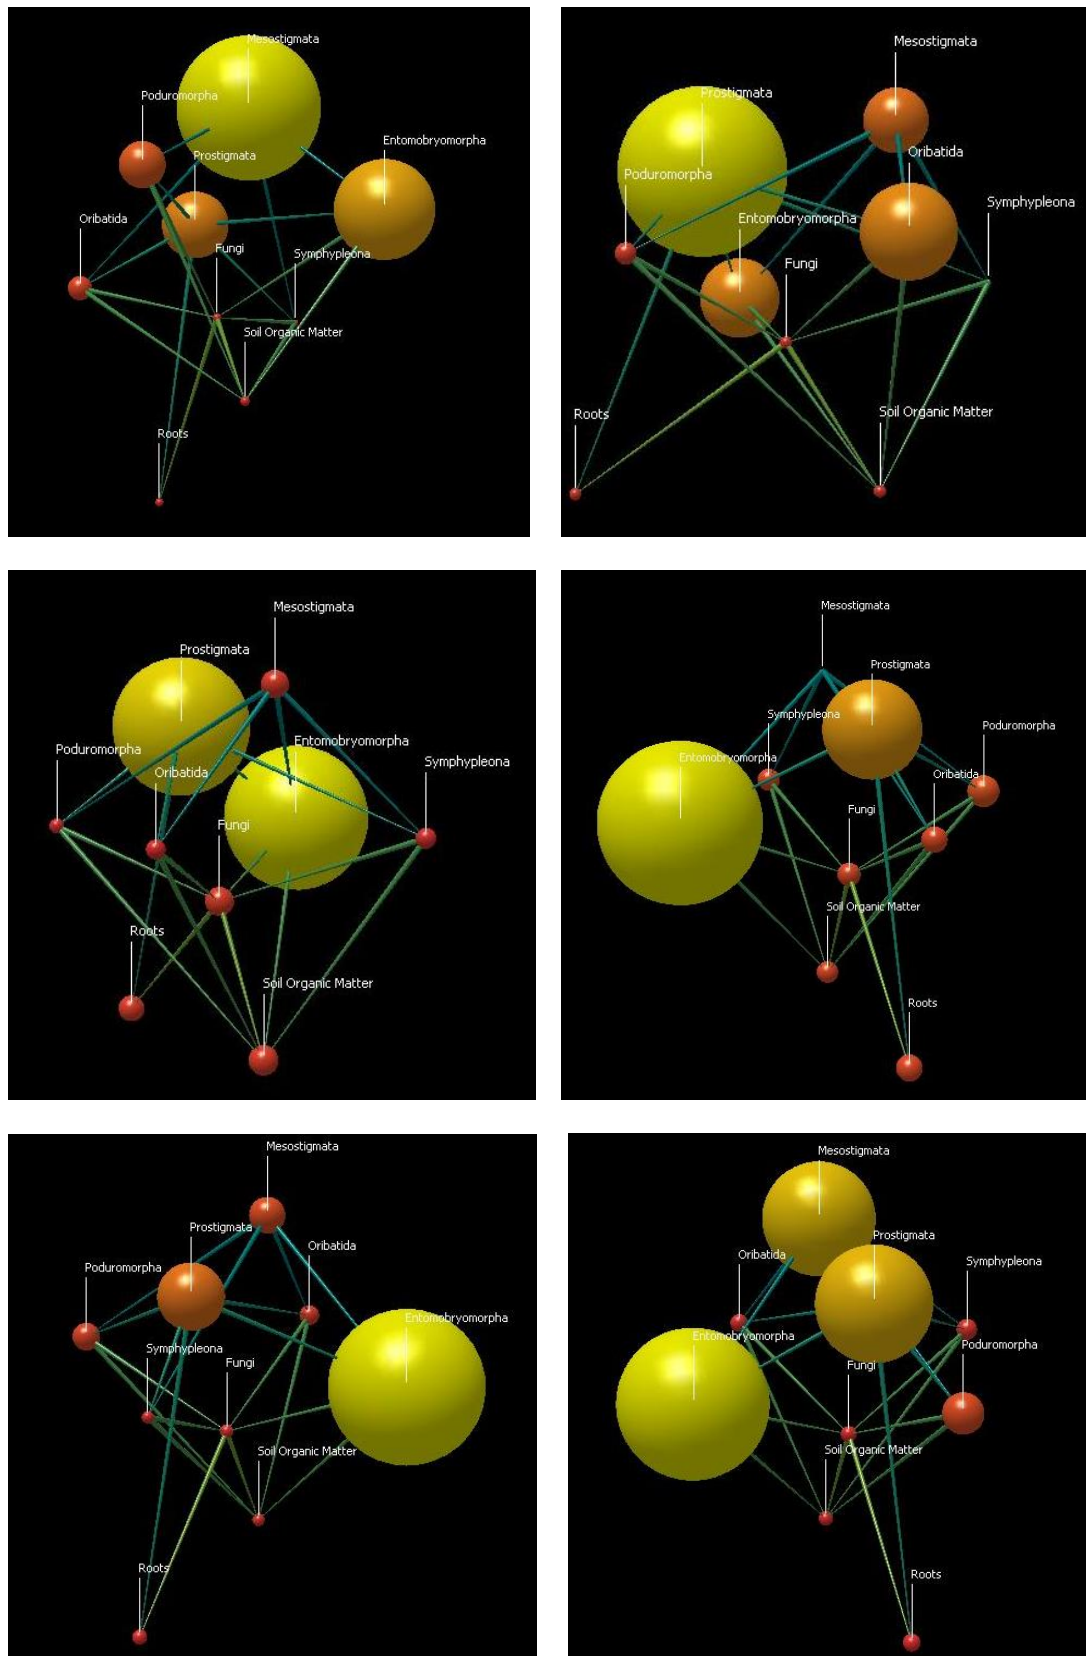 Mesostigmata
Poduromorpha
Entomobryomorpha
Prostigmata
Oribatida
Fungi
Symphypleona
Soil Organic Matter
Roots
Mesostigmata
Prostigmata
Oribatida
Poduromorpha
Symphypleona
Entomobryomorpha
Fungi
Soil Organic Matter
Roots
Mesostigmata
Prostigmata
Entomobryomorpha
Poduromorpha
Symphypleona
Oribatida
Fungi
Roots
Soil Organic Matter
Mesostigmata
Prostigmata
Symphypleona
Poduromorpha
Entomobryomorpha
Oribatida
Fungi
Soil Organic Matter
Roots
Mesostigmata
Prostigmata
Oribatida
Poduromorpha
Entomobryomorpha
Symphypleona
Fungi
Soil Organic Matter
Roots
Mesostigmata
Prostigmata
Oribatida
Symphypleona
Entomobryomorpha
Poduromorpha
Fungi
Soil Organic Matter
Roots